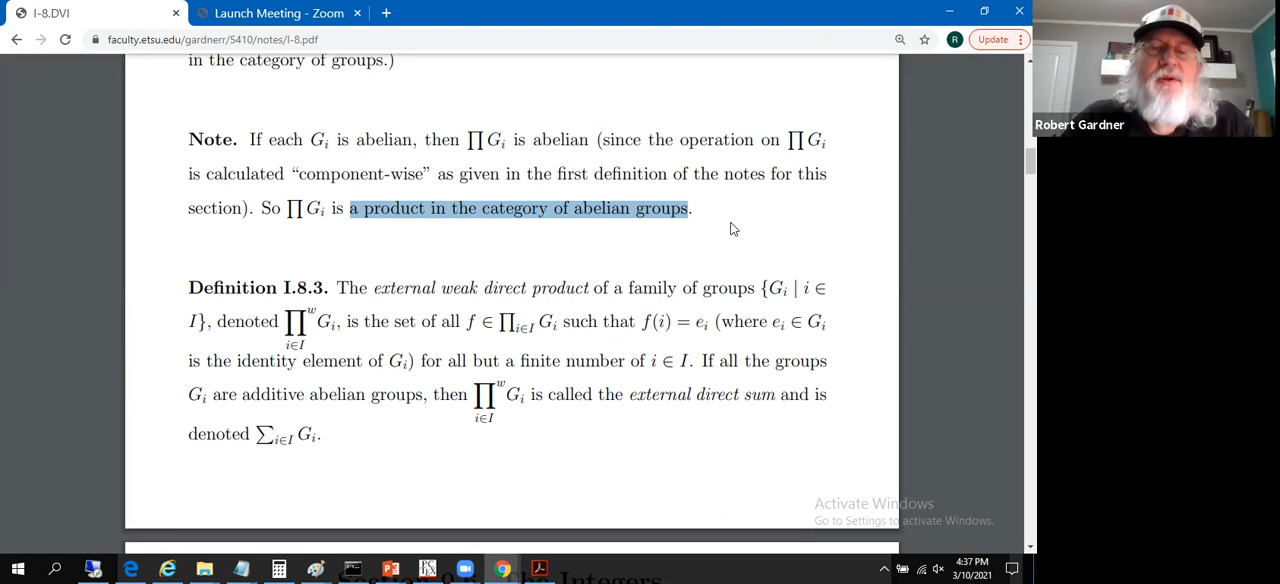 I-8.DVI
Launch Meeting - Zoom
faculty.etsu.edu/gardnerr/5410/notes/I-8.pdf
R
Update
in the category of groups.)
Note. If each Gᵢ is abelian, then ∏ Gᵢ is abelian (since the operation on ∏ Gᵢ
is calculated “component-wise” as given in the first definition of the notes for this
section). So ∏ Gᵢ is a product in the category of abelian groups.
Definition I.8.3. The external weak direct product of a family of groups {Gᵢ | i ∈
I}, denoted ∏ʷ_{i∈I} Gᵢ, is the set of all f ∈ ∏_{i∈I} Gᵢ such that f(i) = eᵢ (where eᵢ ∈ Gᵢ
is the identity element of Gᵢ) for all but a finite number of i ∈ I. If all the groups
Gᵢ are additive abelian groups, then ∏ʷ_{i∈I} Gᵢ is called the external direct sum and is
denoted ∑_{i∈I} Gᵢ.
Robert Gardner
Activate Windows
Go to Settings to activate Windows.
4:37 PM
3/10/2021